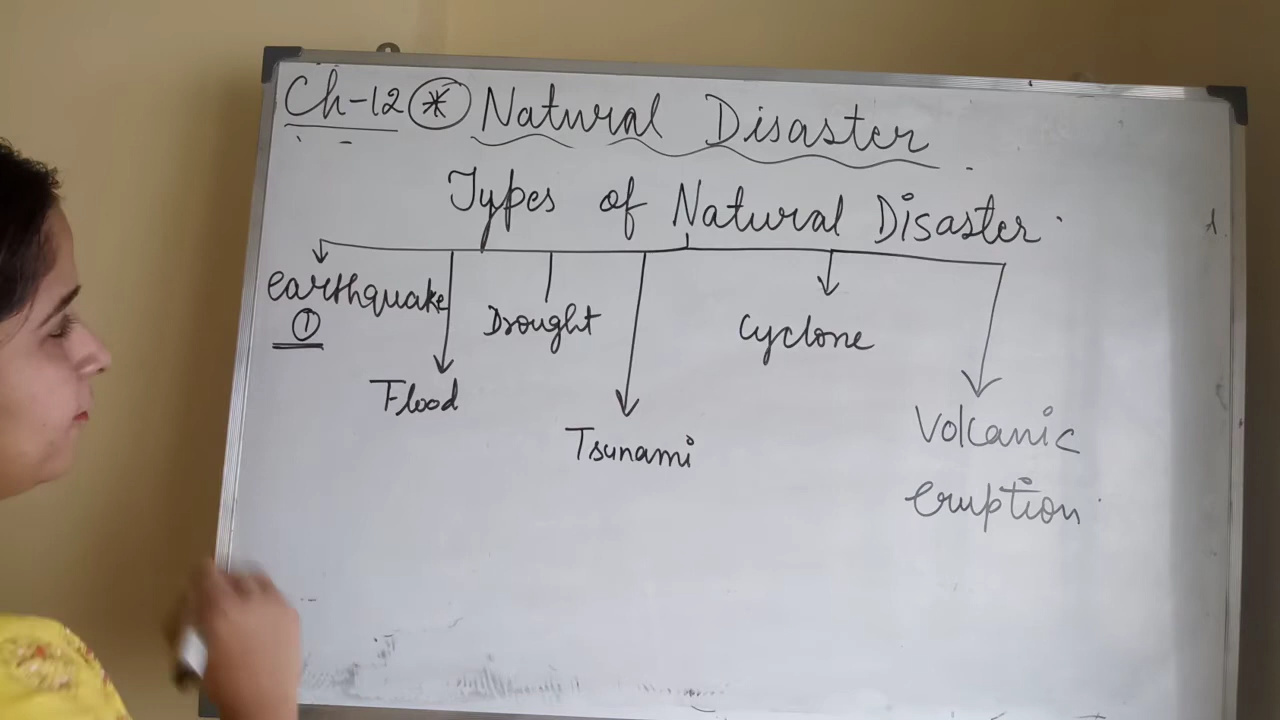 Ch-12 * Natural Disaster
Types of Natural Disaster
earthquake
①
Drought
Cyclone
Flood
Tsunami
Volcanic
eruption